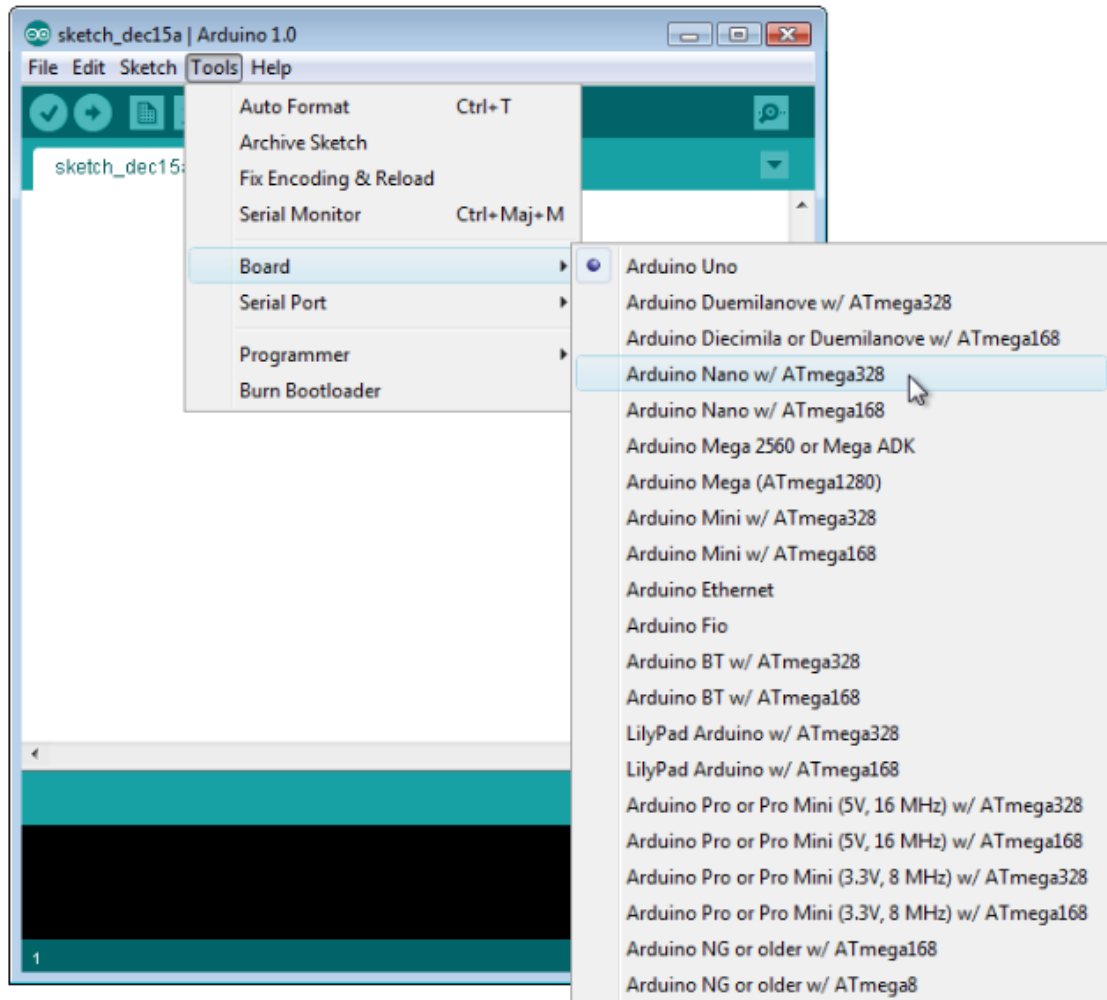 sketch_dec15a | Arduino 1.0
File Edit Sketch Tools Help
Auto Format Ctrl+T
Archive Sketch
Fix Encoding & Reload
Serial Monitor Ctrl+Maj+M
Board
Serial Port
Programmer
Burn Bootloader
sketch_dec15a
Arduino Uno
Arduino Duemilanove w/ ATmega328
Arduino Diecimila or Duemilanove w/ ATmega168
Arduino Nano w/ ATmega328
Arduino Nano w/ ATmega168
Arduino Mega 2560 or Mega ADK
Arduino Mega (ATmega1280)
Arduino Mini w/ ATmega328
Arduino Mini w/ ATmega168
Arduino Ethernet
Arduino Fio
Arduino BT w/ ATmega328
Arduino BT w/ ATmega168
LilyPad Arduino w/ ATmega328
LilyPad Arduino w/ ATmega168
Arduino Pro or Pro Mini (5V, 16 MHz) w/ ATmega328
Arduino Pro or Pro Mini (5V, 16 MHz) w/ ATmega168
Arduino Pro or Pro Mini (3.3V, 8 MHz) w/ ATmega328
Arduino Pro or Pro Mini (3.3V, 8 MHz) w/ ATmega168
Arduino NG or older w/ ATmega168
Arduino NG or older w/ ATmega8
1